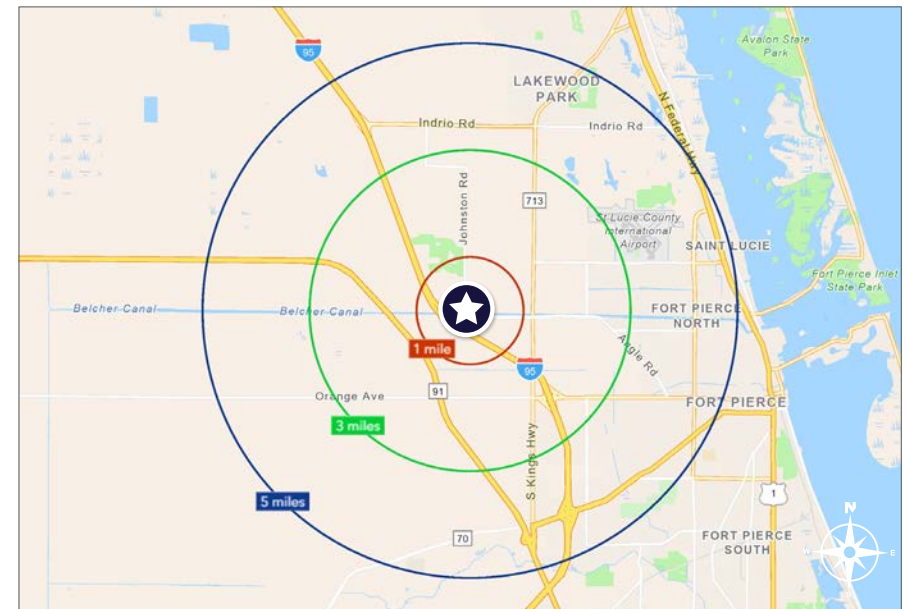 95
Avalon State
Park
LAKEWOOD
PARK
N Federal Hwy
Indrio Rd
Indrio Rd
Johnston Rd
713
St Lucie County
International
Airport
SAINT LUCIE
Fort Pierce Inlet
State Park
Belcher Canal
Belcher Canal
FORT PIERCE
NORTH
1 mile
Angle Rd
95
91
Orange Ave
FORT PIERCE
3 miles
S Kings Hwy
5 miles
1
N
70
FORT PIERCE
SOUTH
W
E